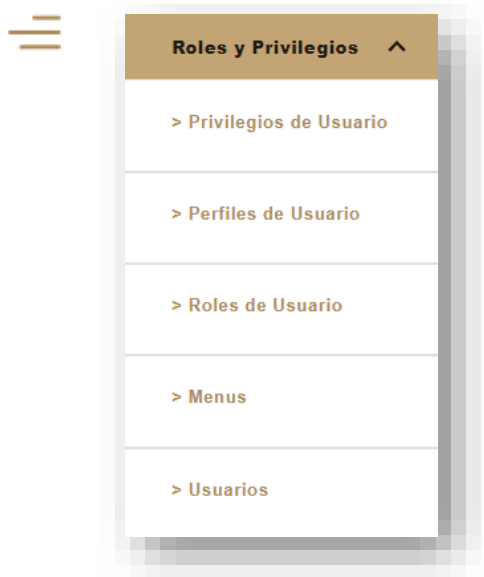 Roles y Privilegios
> Privilegios de Usuario
> Perfiles de Usuario
> Roles de Usuario
> Menus
> Usuarios